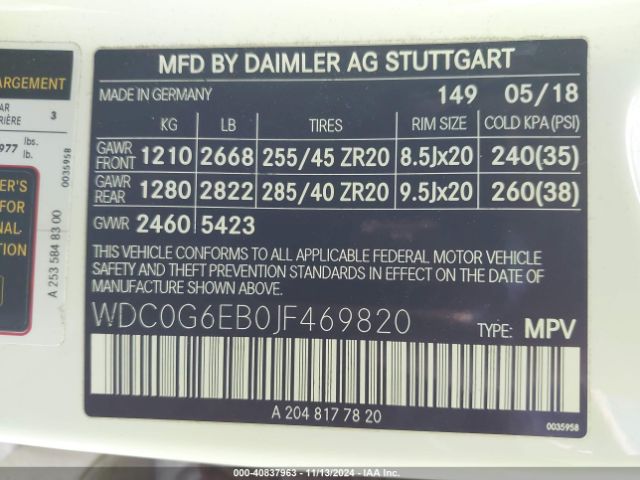 ARGEMENT
3
977 lbs.
lb.
0035958
A 253 584 83 00
MFD BY DAIMLER AG STUTTGART
MADE IN GERMANY 149 05/18
KG LB TIRES RIM SIZE COLD KPA (PSI)
GAWR FRONT 1210 2668 255/45 ZR20 8.5Jx20 240(35)
GAWR REAR 1280 2822 285/40 ZR20 9.5Jx20 260(38)
GVWR 2460 5423
THIS VEHICLE CONFORMS TO ALL APPLICABLE FEDERAL MOTOR VEHICLE
SAFETY AND THEFT PREVENTION STANDARDS IN EFFECT ON THE DATE OF
MANUFACTURE SHOWN ABOVE.
WDC0G6EB0JF469820 TYPE: MPV
A 204 817 78 20
0035958
000-40837963 - 11/13/2024 - IAA Inc.